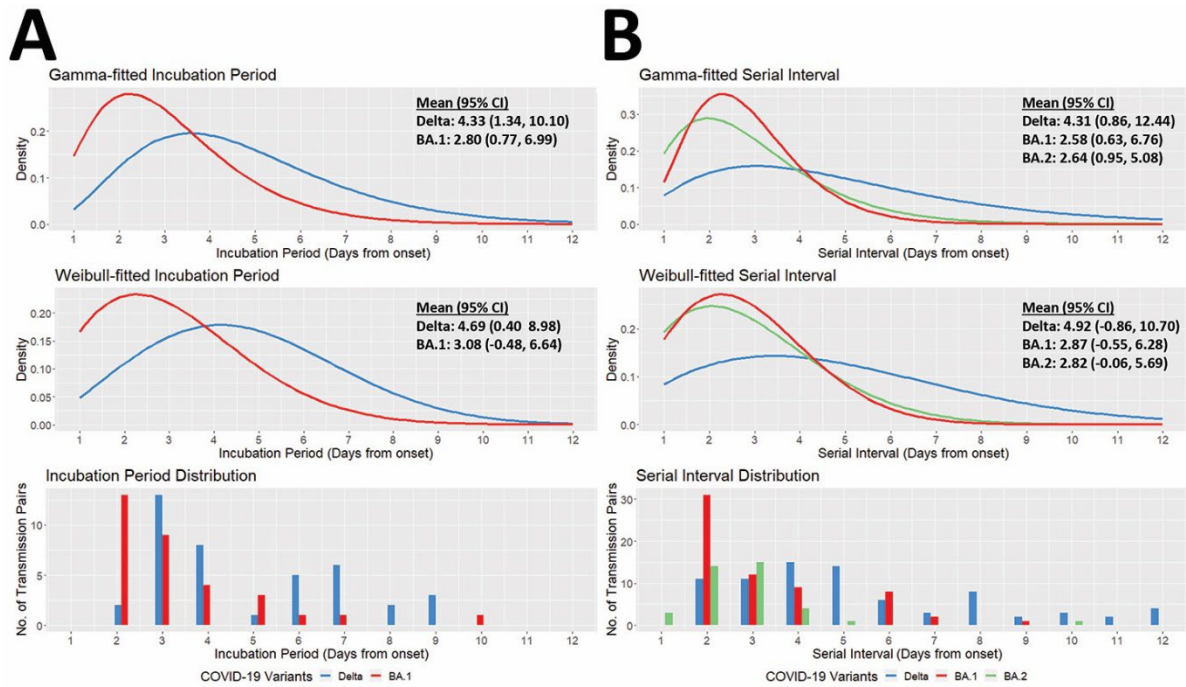 A
Gamma-fitted Incubation Period
Mean (95% CI)
Delta: 4.33 (1.34, 10.10)
BA.1: 2.80 (0.77, 6.99)
Density
0.2
0.1
0.0
1 2 3 4 5 6 7 8 9 10 11 12
Incubation Period (Days from onset)
Weibull-fitted Incubation Period
Mean (95% CI)
Delta: 4.69 (0.40 8.98)
BA.1: 3.08 (-0.48, 6.64)
Density
0.20
0.15
0.10
0.05
0.00
1 2 3 4 5 6 7 8 9 10 11 12
Incubation Period (Days from onset)
Incubation Period Distribution
No. of Transmission Pairs
10
5
0
1 2 3 4 5 6 7 8 9 10 11 12
Incubation Period (Days from onset)
COVID-19 Variants Delta BA.1
B
Gamma-fitted Serial Interval
Mean (95% CI)
Delta: 4.31 (0.86, 12.44)
BA.1: 2.58 (0.63, 6.76)
BA.2: 2.64 (0.95, 5.08)
Density
0.3
0.2
0.1
0.0
1 2 3 4 5 6 7 8 9 10 11 12
Serial Interval (Days from onset)
Weibull-fitted Serial Interval
Mean (95% CI)
Delta: 4.92 (-0.86, 10.70)
BA.1: 2.87 (-0.55, 6.28)
BA.2: 2.82 (-0.06, 5.69)
Density
0.2
0.1
0.0
1 2 3 4 5 6 7 8 9 10 11 12
Serial Interval (Days from onset)
Serial Interval Distribution
No. of Transmission Pairs
30
20
10
0
1 2 3 4 5 6 7 8 9 10 11 12
Serial Interval (Days from onset)
COVID-19 Variants Delta BA.1 BA.2